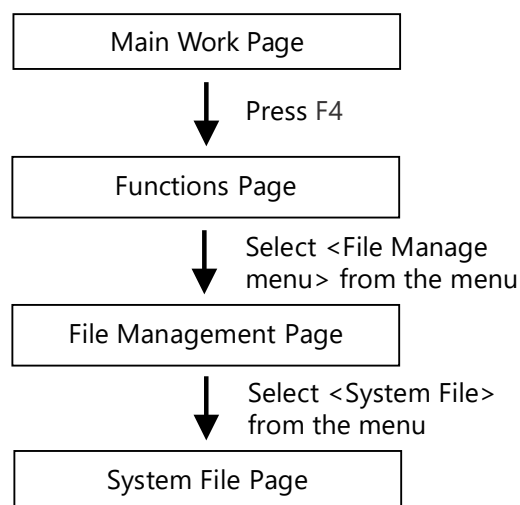 Main Work Page
Press F4
Functions Page
Select <File Manage
menu> from the menu
File Management Page
Select <System File>
from the menu
System File Page